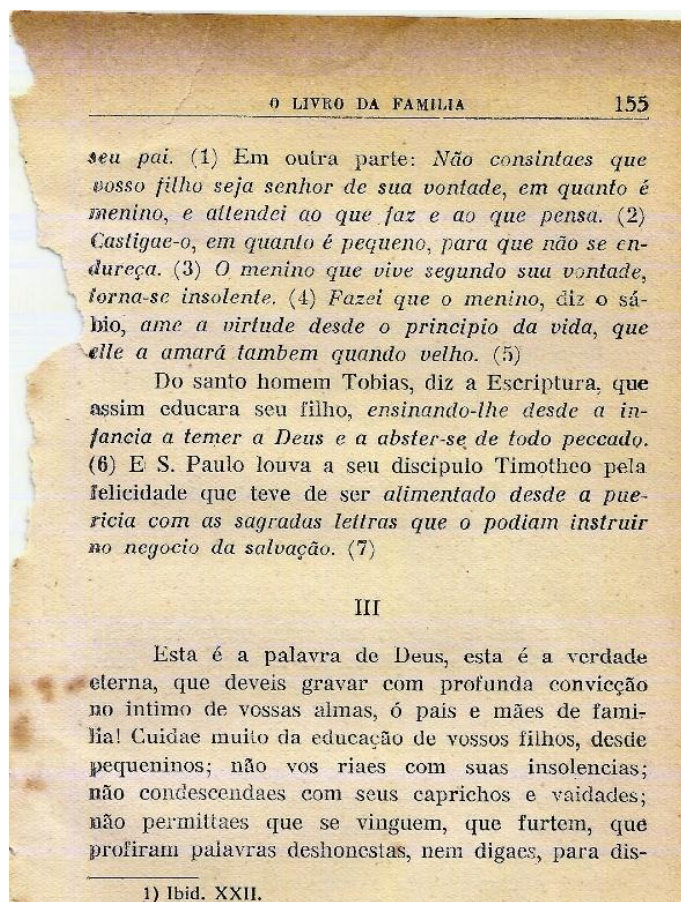 O LIVRO DA FAMILIA 155
seu pai. (1) Em outra parte: Não consintaes que
vosso filho seja senhor de sua vontade, em quanto é
menino, e attendei ao que faz e ao que pensa. (2)
Castigae-o, em quanto é pequeno, para que não se en-
dureça. (3) O menino que vive segundo sua vontade,
torna-se insolente. (4) Fazei que o menino, diz o sá-
bio, ame a virtude desde o principio da vida, que
elle a amará tambem quando velho. (5)
Do santo homem Tobias, diz a Escriptura, que
assim educara seu filho, ensinando-lhe desde a in-
fancia a temer a Deus e a abster-se de todo peccado.
(6) E S. Paulo louva a seu discipulo Timotheo pela
felicidade que teve de ser alimentado desde a pue-
ricia com as sagradas lettras que o podiam instruir
no negocio da salvação. (7)
III
Esta é a palavra de Deus, esta é a verdade
eterna, que deveis gravar com profunda convicção
no intimo de vossas almas, ó pais e mães de fami-
lia! Cuidae muito da educação de vossos filhos, desde
pequeninos; não vos riaes com suas insolencias;
não condescendaes com seus caprichos e vaidades;
não permittaes que se vinguem, que furtem, que
profiram palavras deshonestas, nem digaes, para dis-
1) Ibid. XXII.